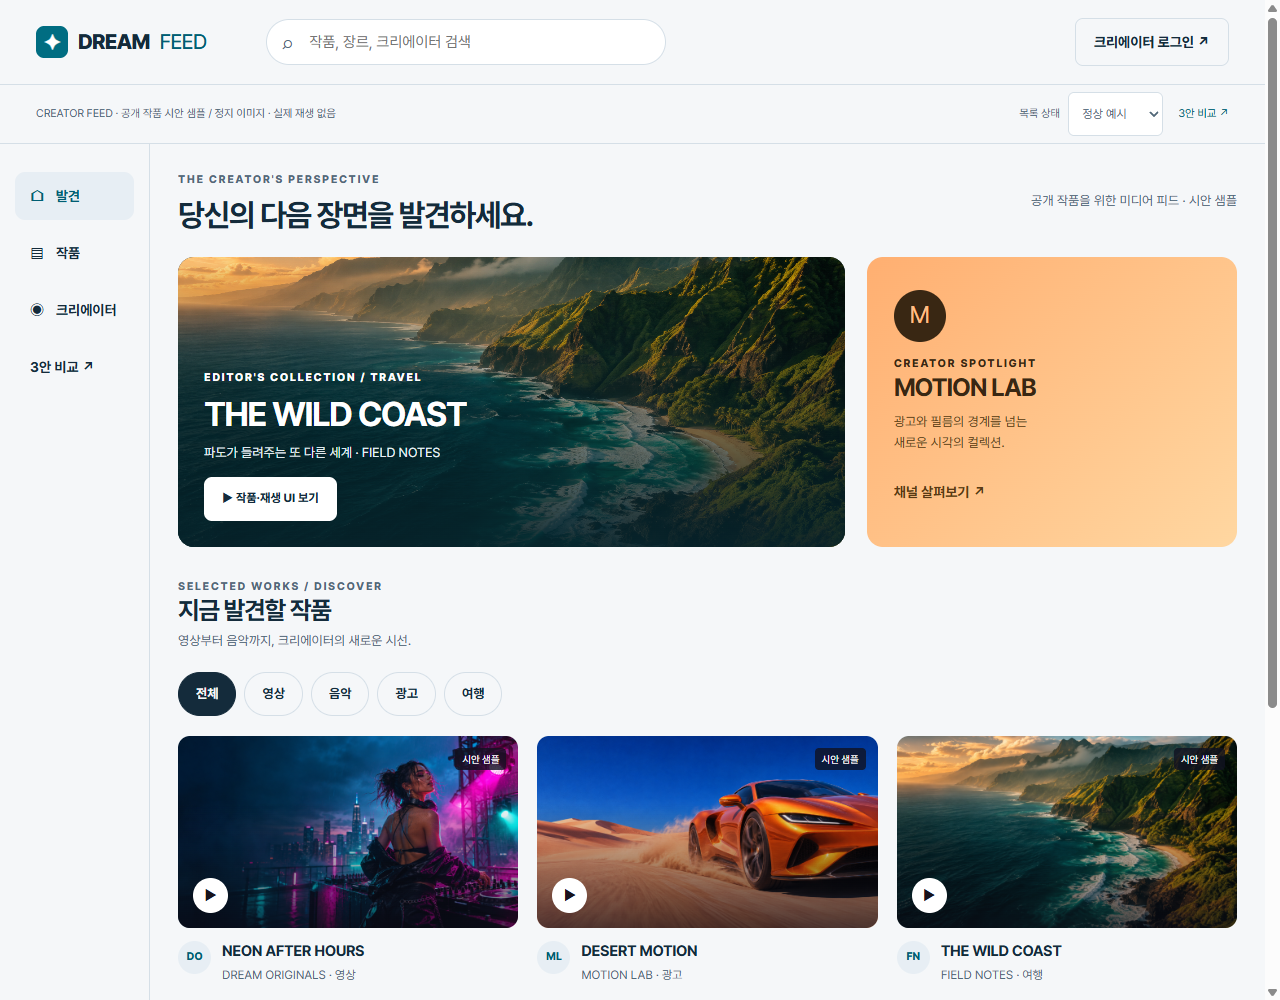 DREAM FEED
작품, 장르, 크리에이터 검색
크리에이터 로그인 ↗
CREATOR FEED · 공개 작품 시안 샘플 / 정지 이미지 · 실제 재생 없음
목록 상태
정상 예시
3안 비교 ↗
발견
작품
크리에이터
3안 비교 ↗
THE CREATOR'S PERSPECTIVE
당신의 다음 장면을 발견하세요.
공개 작품을 위한 미디어 피드 · 시안 샘플
EDITOR'S COLLECTION / TRAVEL
THE WILD COAST
파도가 들려주는 또 다른 세계 · FIELD NOTES
▶ 작품·재생 UI 보기
M
CREATOR SPOTLIGHT
MOTION LAB
광고와 필름의 경계를 넘는
새로운 시각의 컬렉션.
채널 살펴보기 ↗
SELECTED WORKS / DISCOVER
지금 발견할 작품
영상부터 음악까지, 크리에이터의 새로운 시선.
전체
영상
음악
광고
여행
시안 샘플
시안 샘플
시안 샘플
DO
NEON AFTER HOURS
DREAM ORIGINALS · 영상
ML
DESERT MOTION
MOTION LAB · 광고
FN
THE WILD COAST
FIELD NOTES · 여행